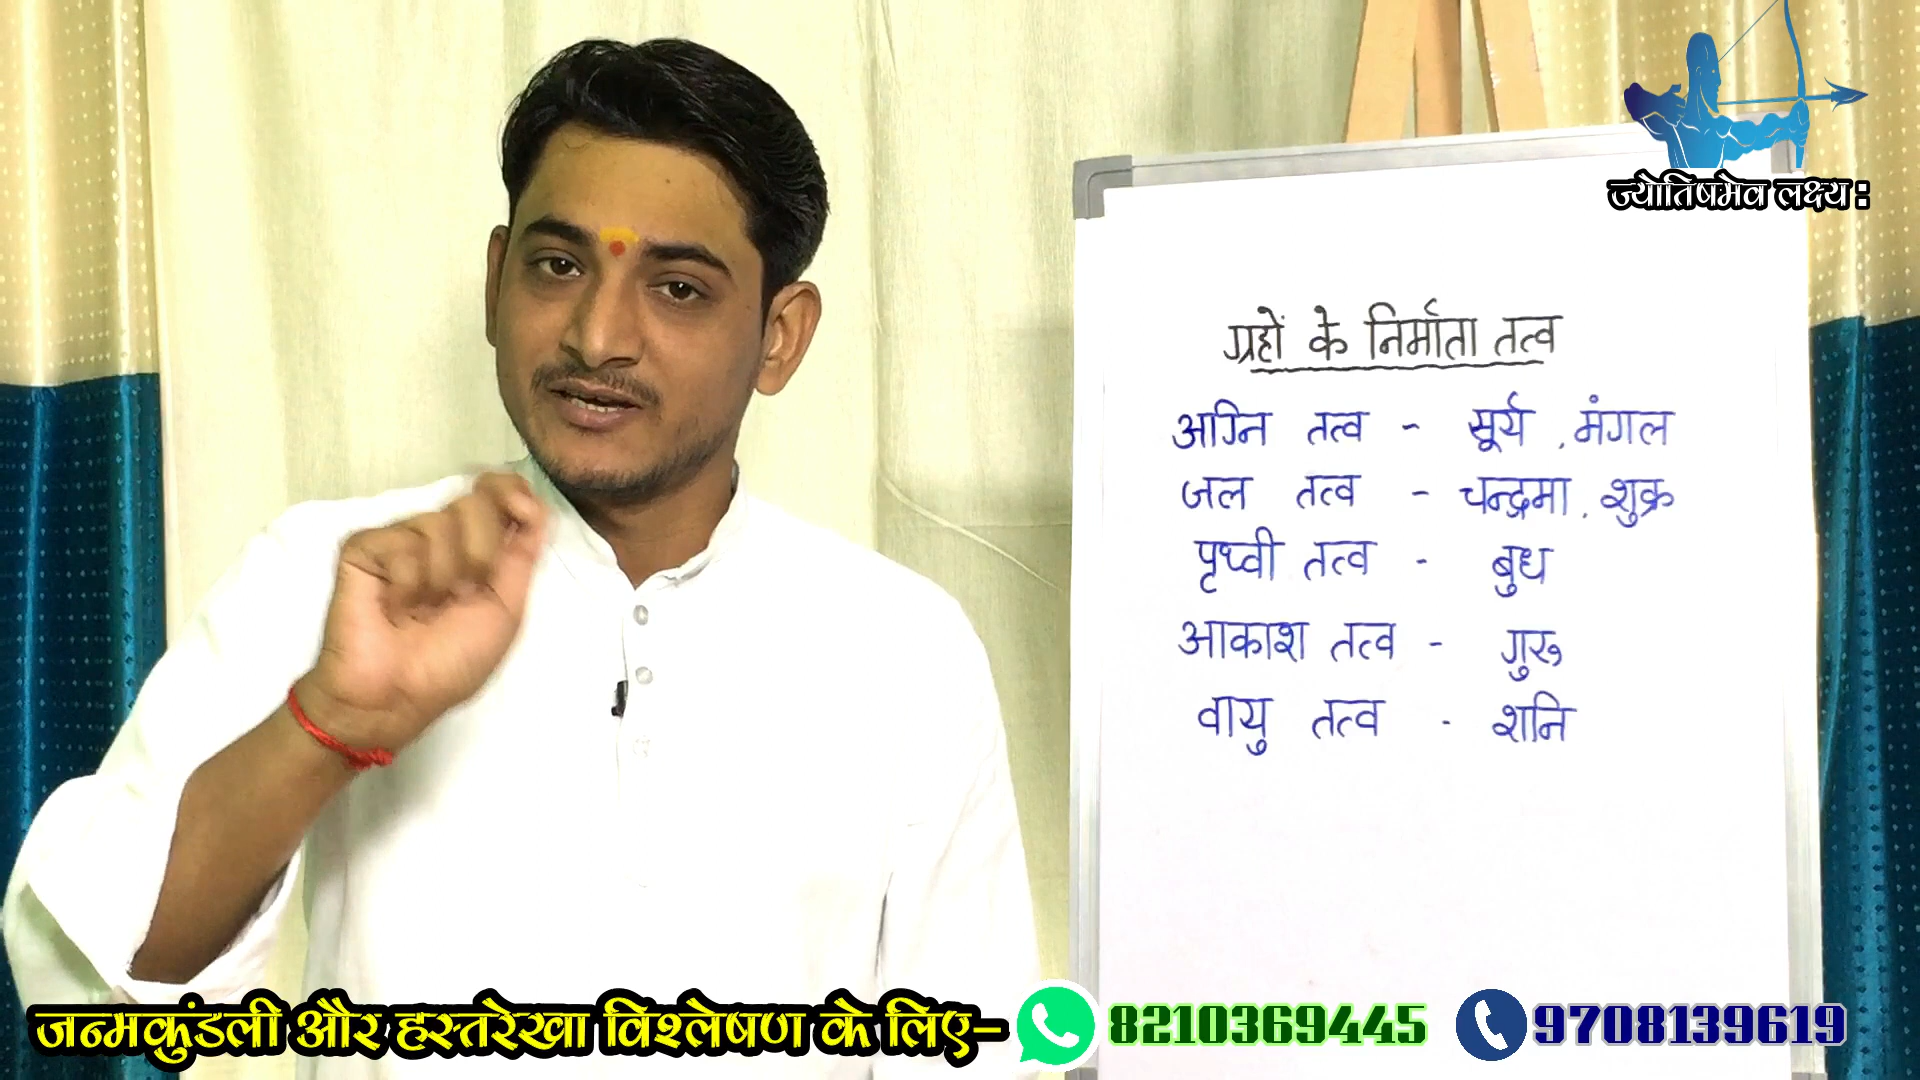 ज्योतिषमेव लक्ष्य :
ग्रहों के निर्माता तत्व
अग्नि तत्व - सूर्य , मंगल
जल तत्व - चन्द्रमा , शुक्र
पृथ्वी तत्व - बुध
आकाश तत्व - गुरू
वायु तत्व - शनि
जन्मकुंडली और हस्तरेखा विश्लेषण के लिए- 8210369445 9708139619